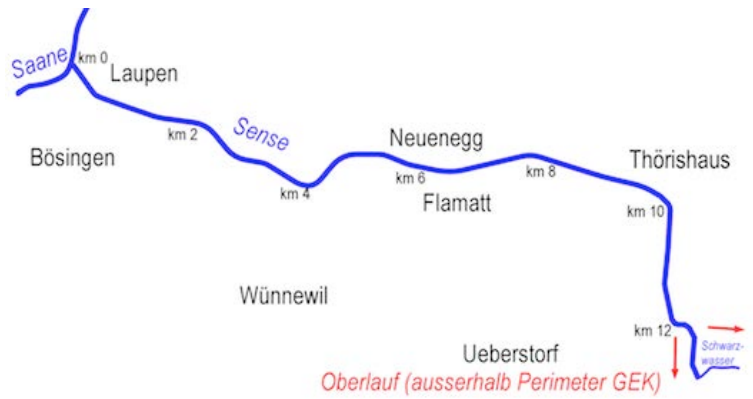 Saane
km 0
Laupen
km 2
Sense
Bösingen
km 4
Neuenegg
km 6
km 8
Thörishaus
Flamatt
km 10
Wünnewil
km 12
Schwarz-
wasser
Ueberstorf
Oberlauf (ausserhalb Perimeter GEK)